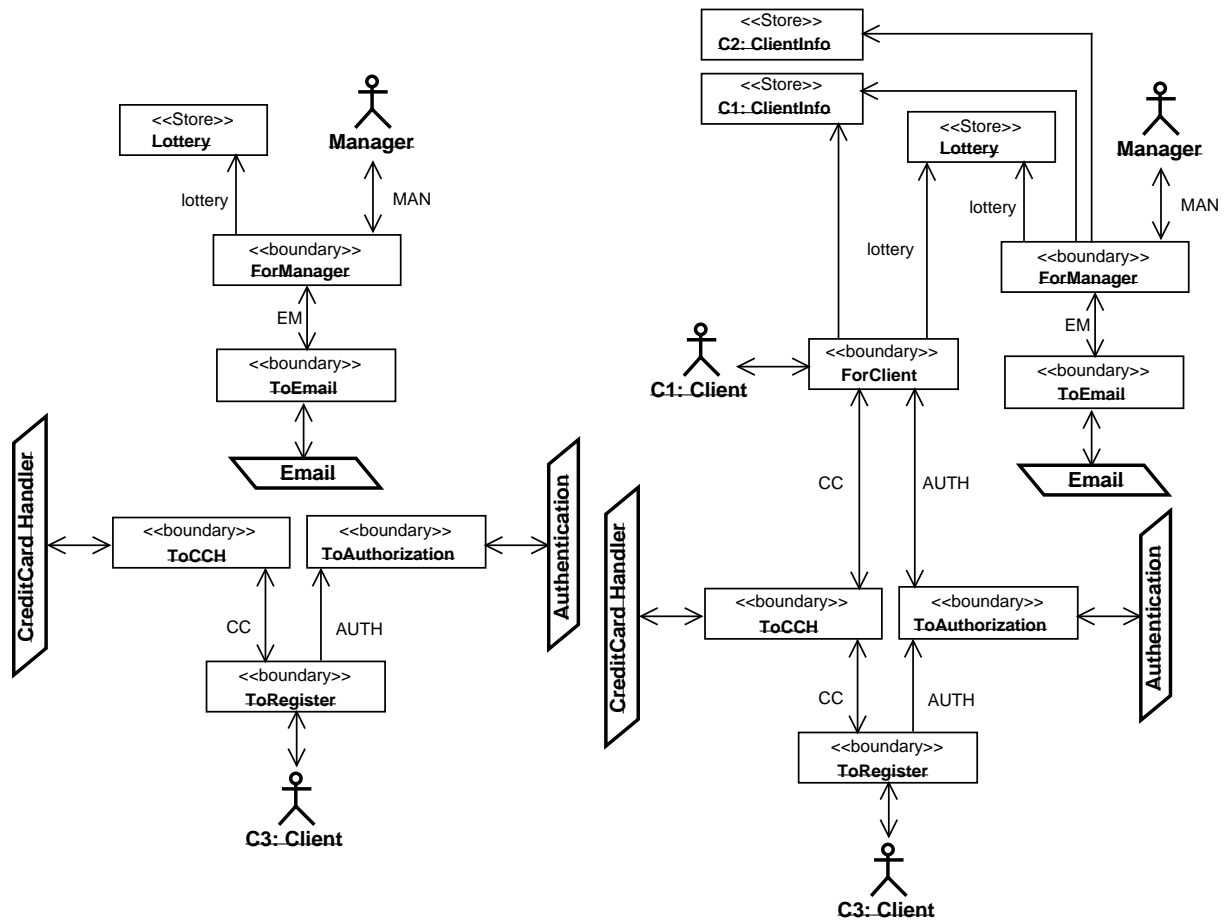 <<Store>>
Lottery
Manager
lottery
MAN
<<boundary>>
ForManager
EM
<<boundary>>
ToEmail
Email
CreditCard Handler
<<boundary>>
ToCCH
<<boundary>>
ToAuthorization
Authentication
CC
AUTH
<<boundary>>
ToRegister
C3: Client
<<Store>>
C2: ClientInfo
<<Store>>
C1: ClientInfo
<<Store>>
Lottery
Manager
lottery
MAN
lottery
<<boundary>>
ForManager
EM
<<boundary>>
ForClient
C1: Client
<<boundary>>
ToEmail
Email
CC
AUTH
CreditCard Handler
<<boundary>>
ToCCH
<<boundary>>
ToAuthorization
Authentication
CC
AUTH
<<boundary>>
ToRegister
C3: Client